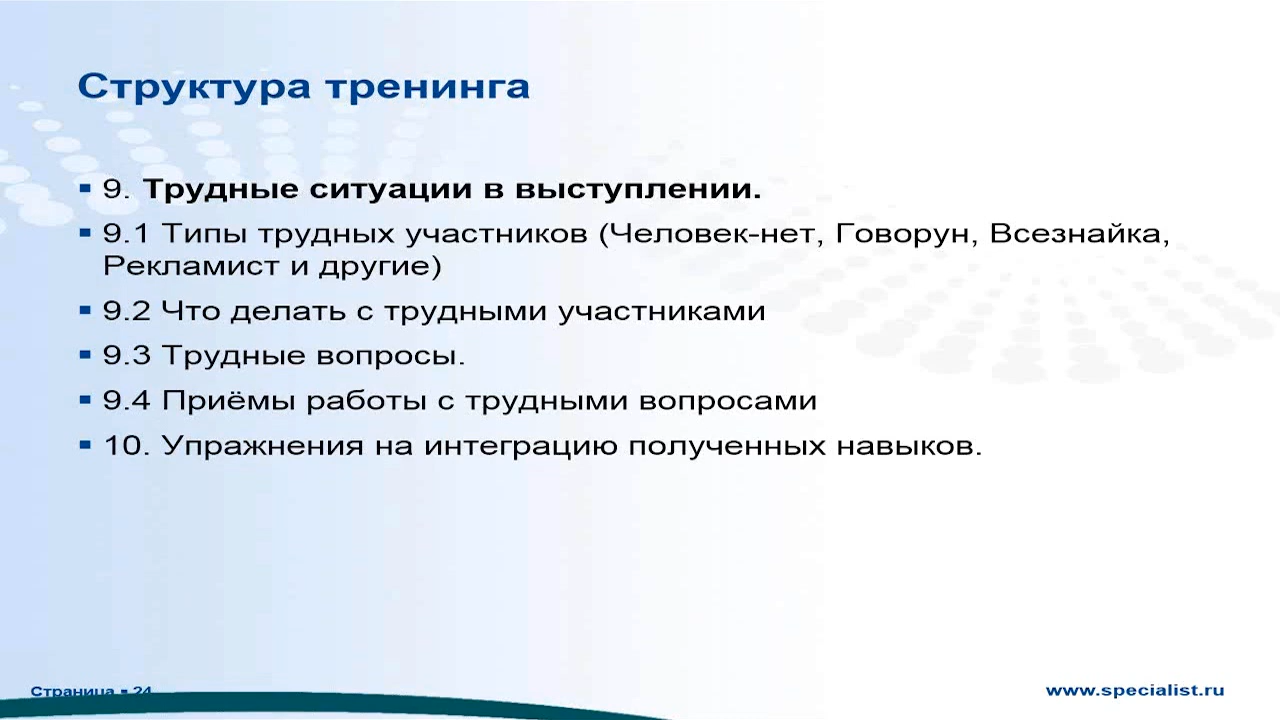 Структура тренинга
▪ 9. Трудные ситуации в выступлении.
▪ 9.1 Типы трудных участников (Человек-нет, Говорун, Всезнайка,
Рекламист и другие)
▪ 9.2 Что делать с трудными участниками
▪ 9.3 Трудные вопросы.
▪ 9.4 Приёмы работы с трудными вопросами
▪ 10. Упражнения на интеграцию полученных навыков.
Страница ▪ 24
www.specialist.ru